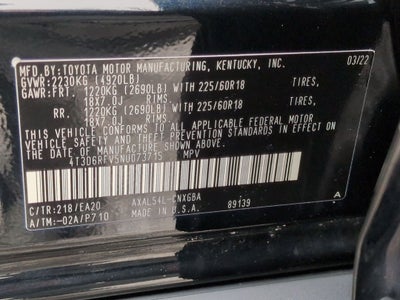 MFD.BY: TOYOTA MOTOR MANUFACTURING, KENTUCKY, INC. 03/22
GVWR: 2230KG (4920LB)
GAWR: FRT. 1220KG (2690LB) WITH 225/60R18 TIRES,
18X7.0J RIMS,
RR. 1220KG (2690LB) WITH 225/60R18 TIRES,
18X7.0J RIMS,
THIS VEHICLE CONFORMS TO ALL APPLICABLE FEDERAL MOTOR
VEHICLE SAFETY AND THEFT PREVENTION STANDARDS IN
EFFECT ON THE DATE OF MANUFACTURE SHOWN ABOVE.
4T3D6RFV5NU073715 MPV
C/TR: 218/EA20 AXAL54L-CNXGBA A
A/TM: -02A/P710 MADE IN U.S.A. 89139